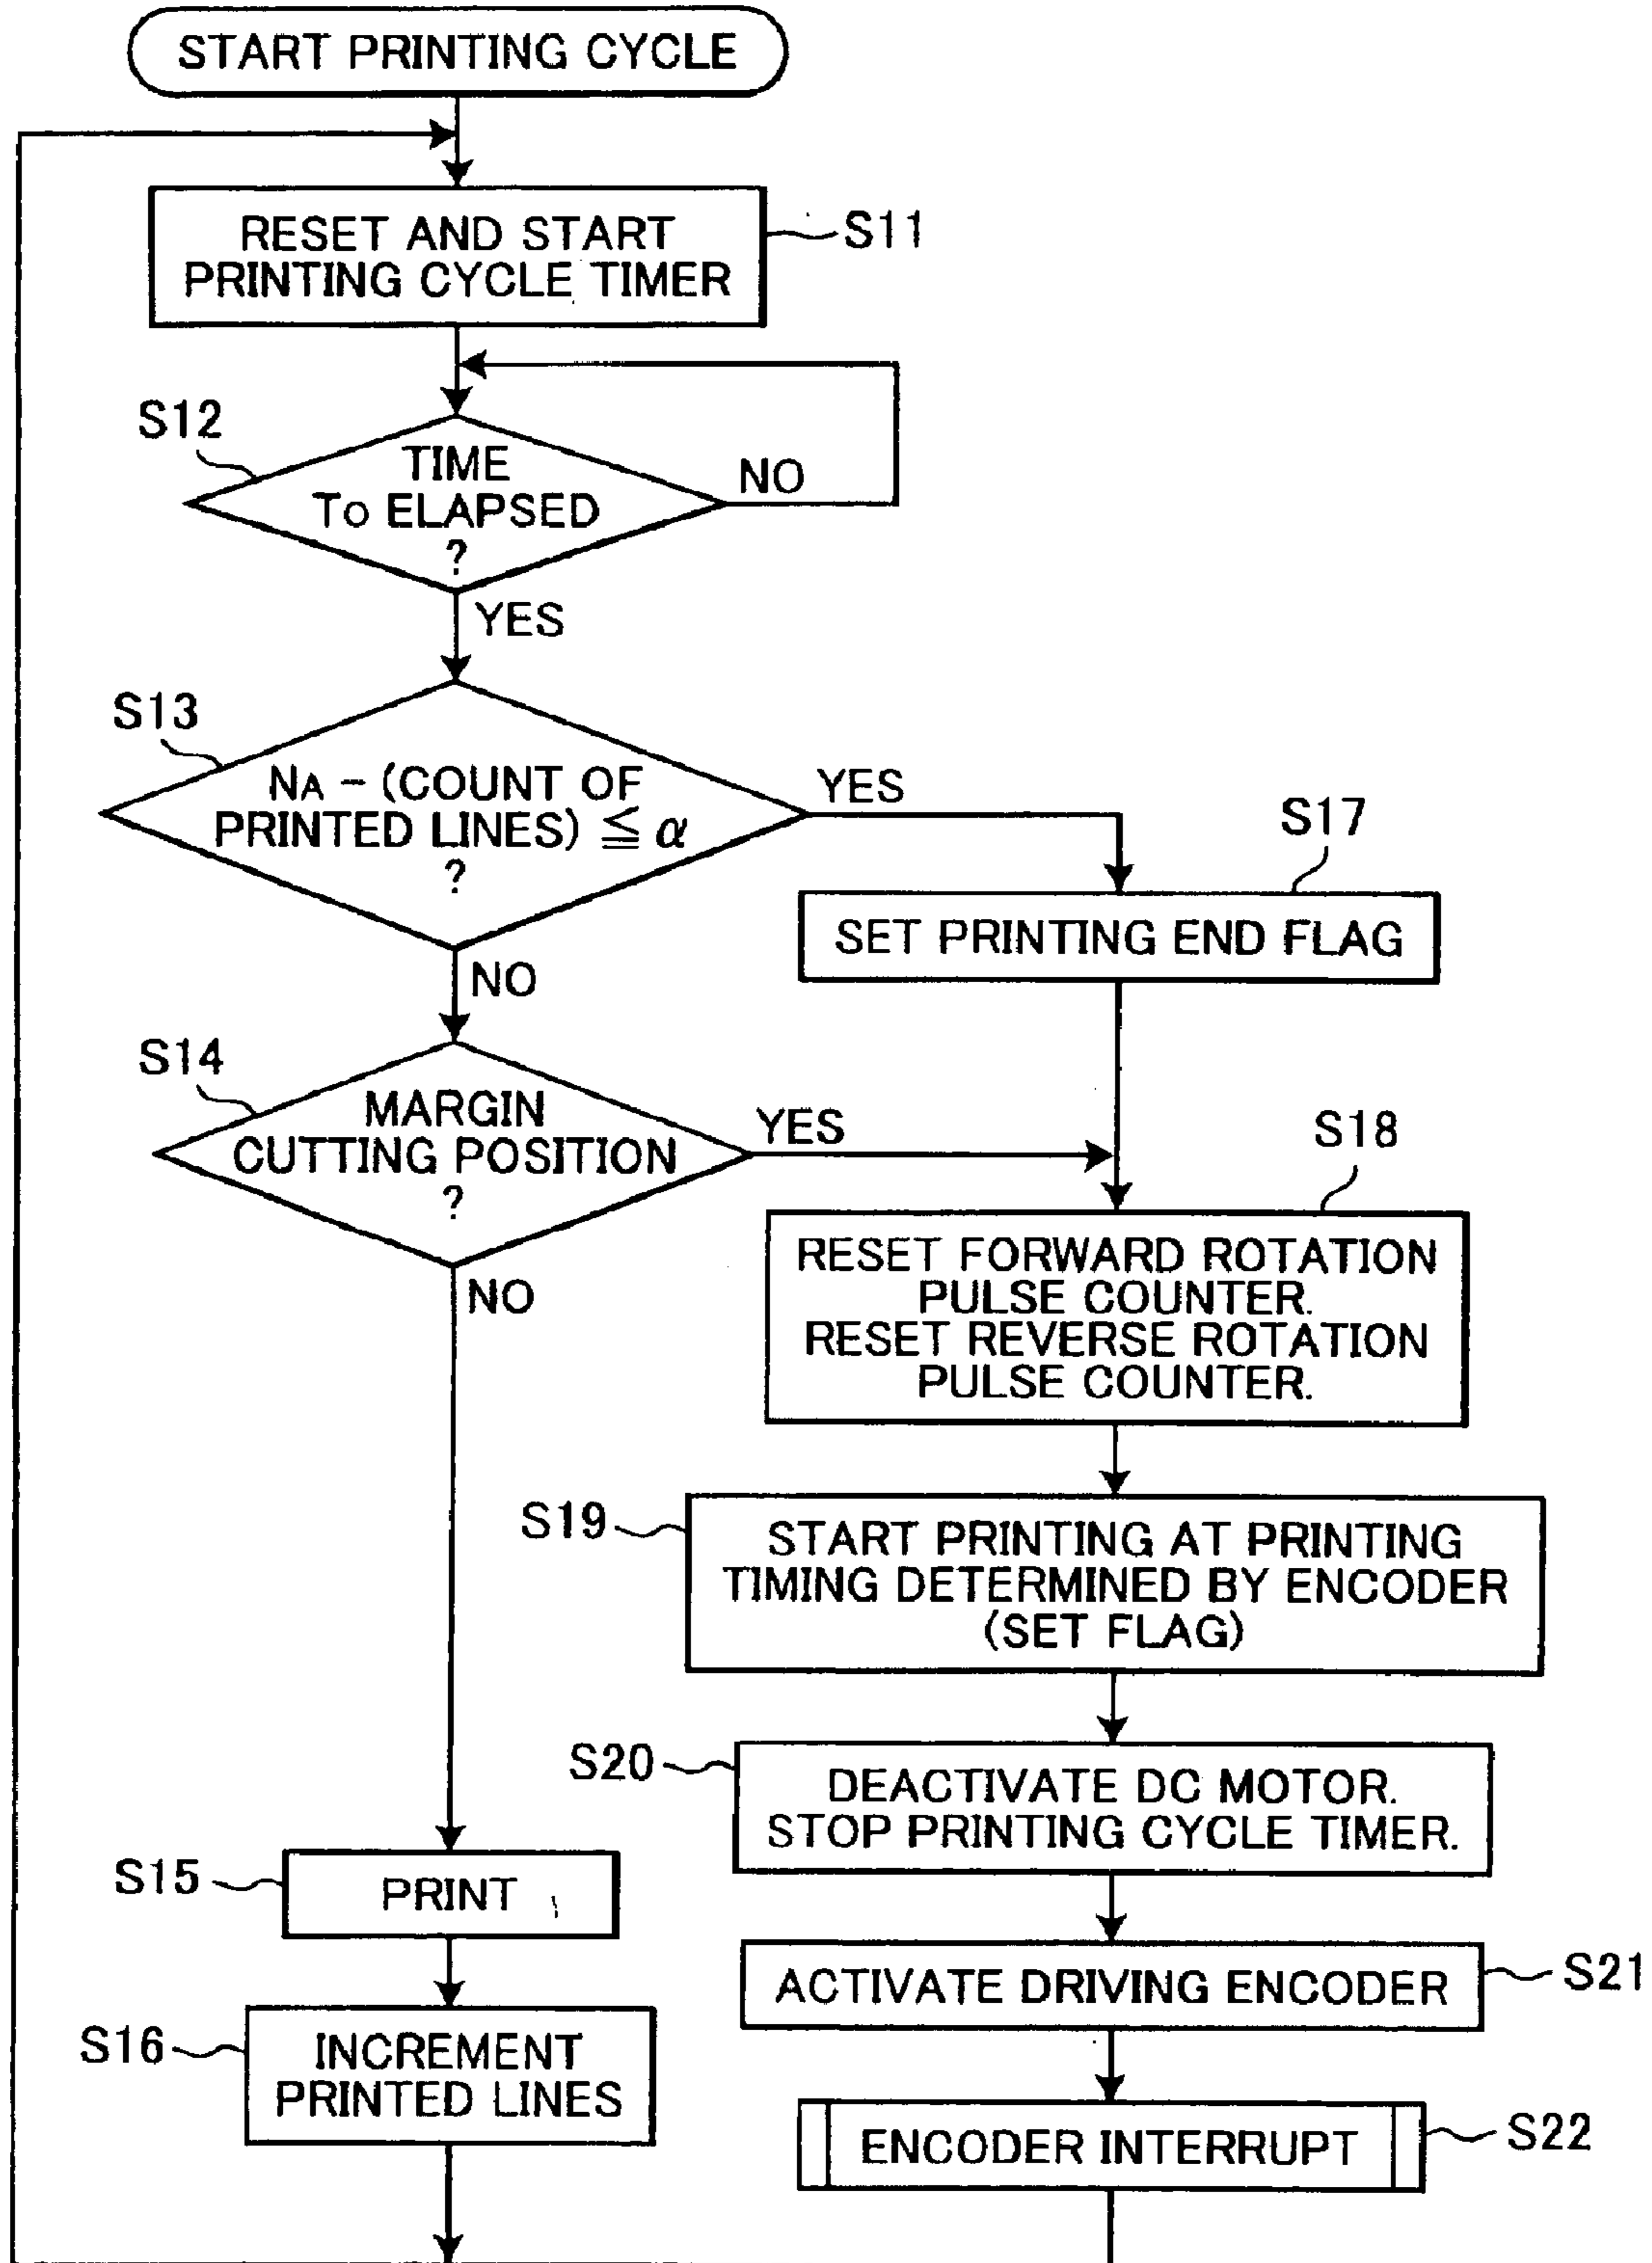 START PRINTING CYCLE
RESET AND START
PRINTING CYCLE TIMER
S11
S12
TIME
To ELAPSED
?
NO
YES
S13
NA - (COUNT OF
PRINTED LINES) ≦ α
?
YES
NO
S17
SET PRINTING END FLAG
S14
MARGIN
CUTTING POSITION
?
YES
NO
S18
RESET FORWARD ROTATION
PULSE COUNTER.
RESET REVERSE ROTATION
PULSE COUNTER.
S19
START PRINTING AT PRINTING
TIMING DETERMINED BY ENCODER
(SET FLAG)
S20
DEACTIVATE DC MOTOR.
STOP PRINTING CYCLE TIMER.
S15
PRINT
ACTIVATE DRIVING ENCODER
S21
S16
INCREMENT
PRINTED LINES
ENCODER INTERRUPT
S22